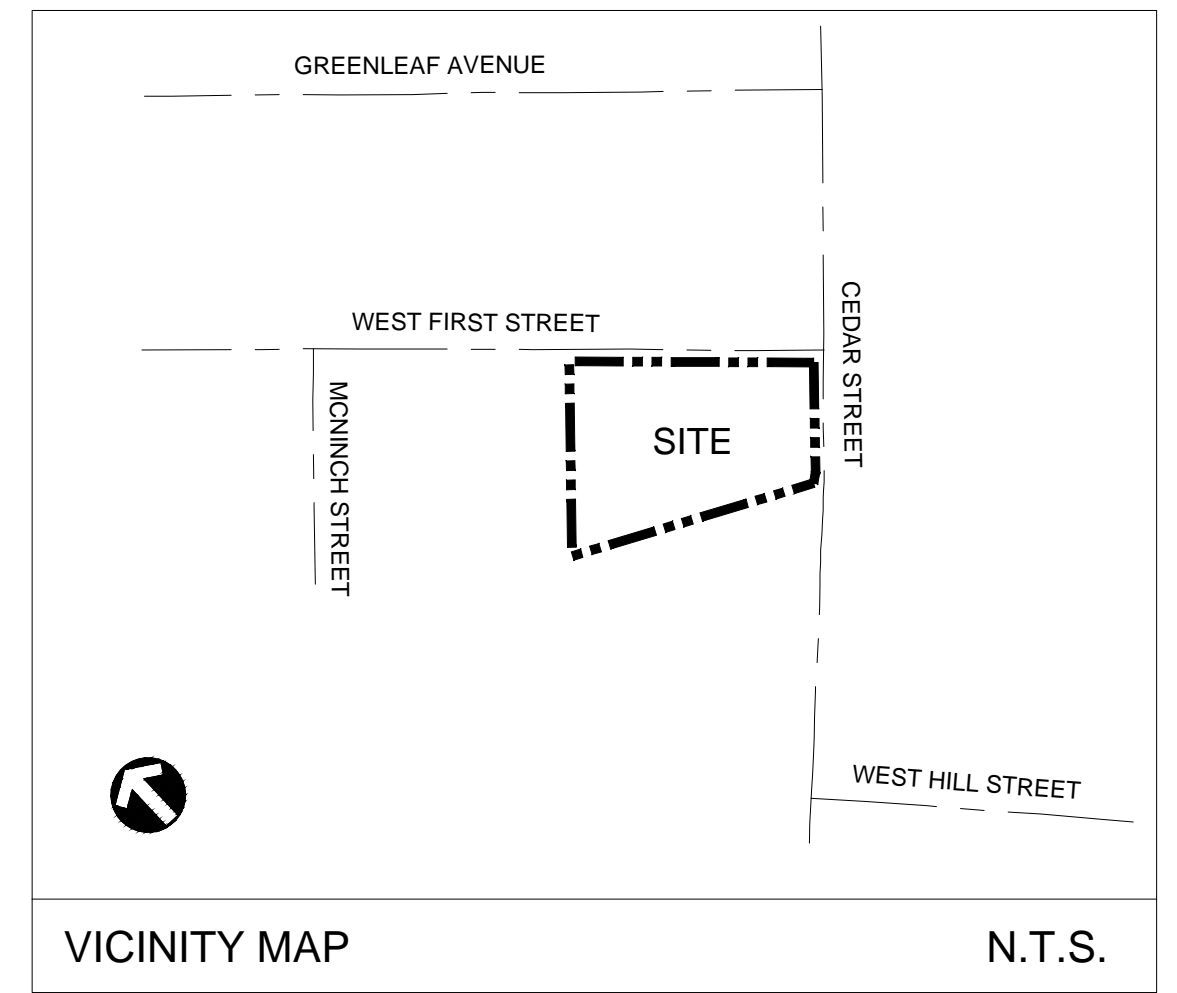 GREENLEAF AVENUE
WEST FIRST STREET
CEDAR STREET
MCNINCH STREET
SITE
WEST HILL STREET
VICINITY MAP
N.T.S.